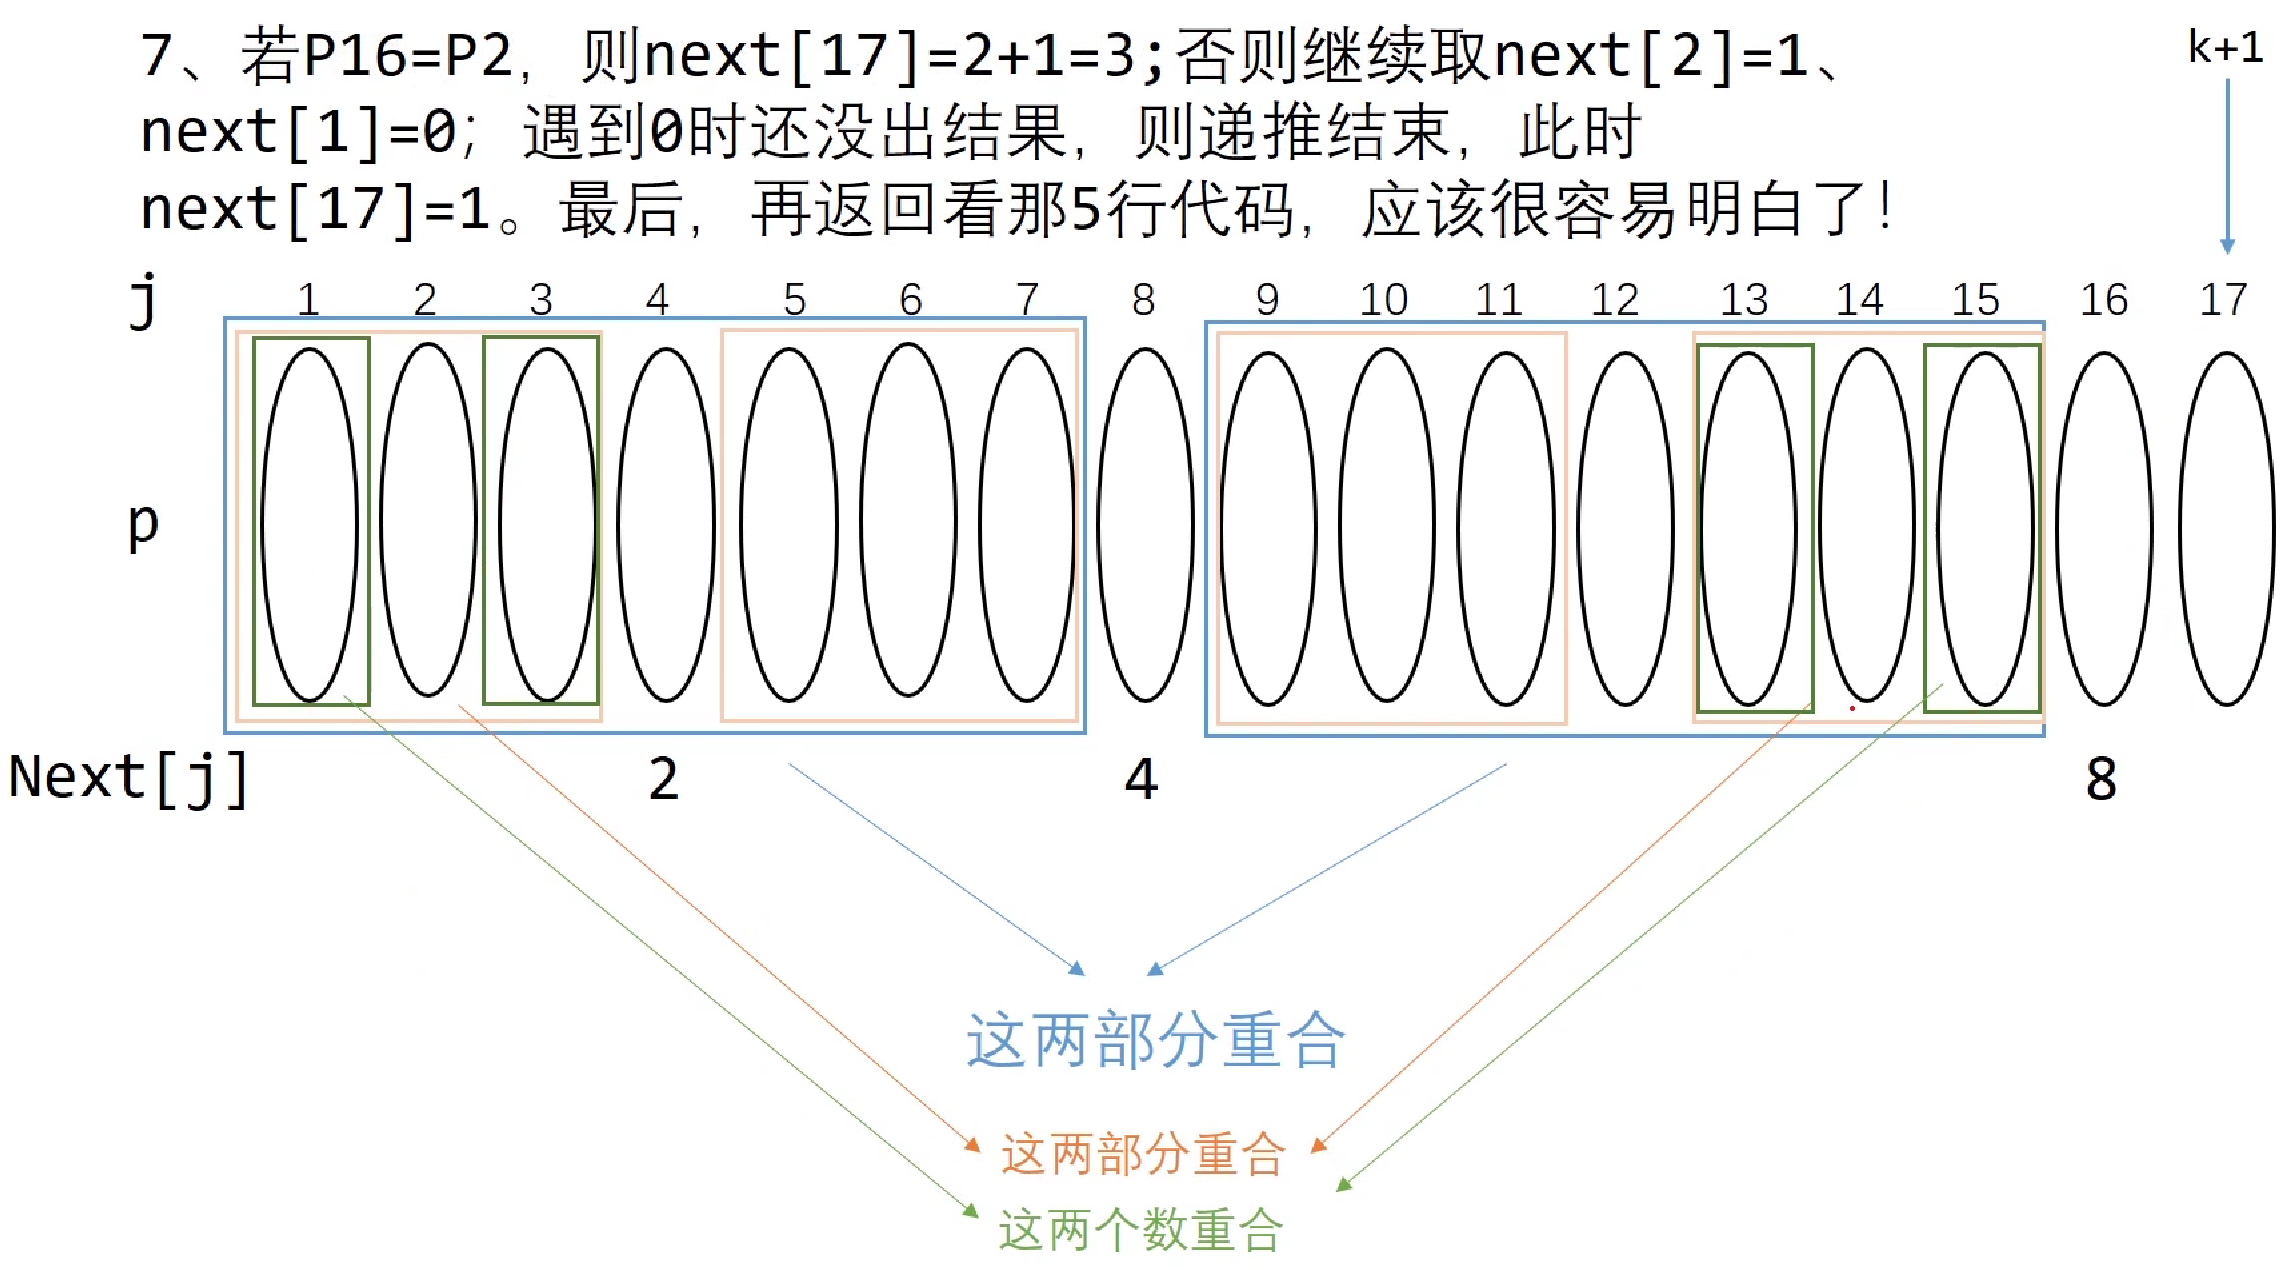 7、若P16=P2，则next[17]=2+1=3;否则继续取next[2]=1、
next[1]=0；遇到0时还没出结果，则递推结束，此时
next[17]=1。最后，再返回看那5行代码，应该很容易明白了！
k+1
j 1 2 3 4 5 6 7 8 9 10 11 12 13 14 15 16 17
p
Next[j] 2 4 8
这两部分重合
这两部分重合
这两个数重合